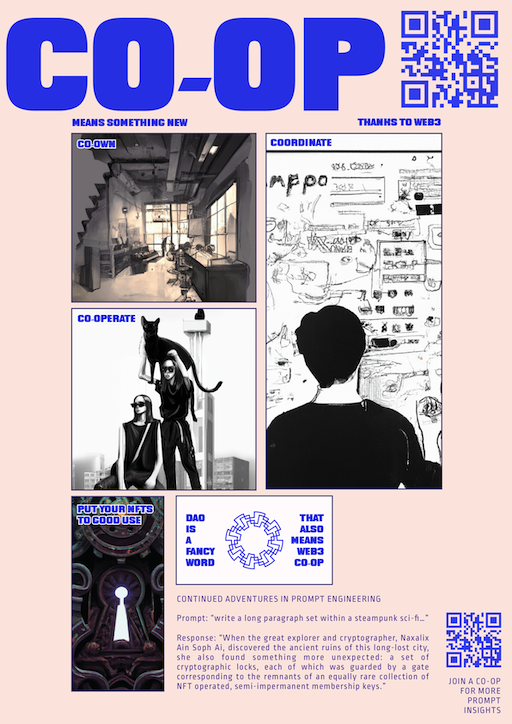 CO-OP
MEANS SOMETHING NEW
THANKS TO WEB3
CO-OWN
COORDINATE
CO-OPERATE
PUT YOUR NFTS
TO GOOD USE
DAO
IS
A
FANCY
WORD
THAT
ALSO
MEANS
WEB3
CO-OP
CONTINUED ADVENTURES IN PROMPT ENGINEERING
Prompt: "write a long paragraph set within a steampunk sci-fi..."
Response: "When the great explorer and cryptographer, Naxalix
Ain Soph Ai, discovered the ancient ruins of this long-lost city,
she also found something more unexpected: a set of
cryptographic locks, each of which was guarded by a gate
corresponding to the remnants of an equally rare collection of
NFT operated, semi-impermanent membership keys."
JOIN A CO-OP
FOR MORE
PROMPT
INSIGHTS